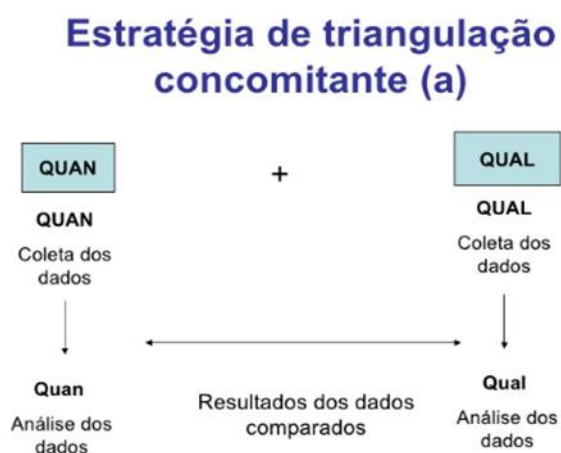 Estratégia de triangulação
concomitante (a)
QUAN
+
QUAL
QUAN
Coleta dos
dados
QUAL
Coleta dos
dados
Quan
Análise dos
dados
Resultados dos dados
comparados
Qual
Análise dos
dados